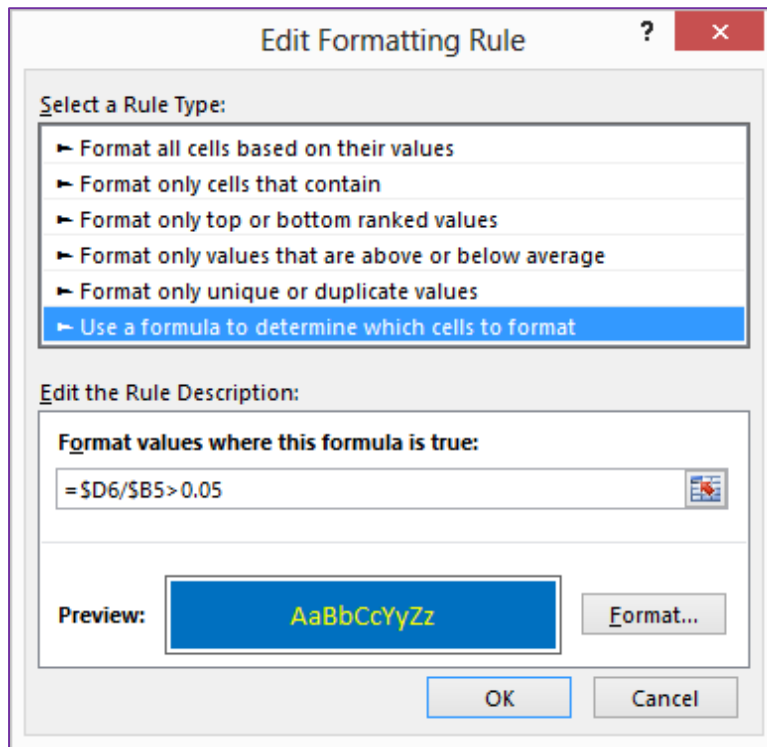 Edit Formatting Rule ? ×
Select a Rule Type:
► Format all cells based on their values
► Format only cells that contain
► Format only top or bottom ranked values
► Format only values that are above or below average
► Format only unique or duplicate values
► Use a formula to determine which cells to format
Edit the Rule Description:
Format values where this formula is true:
=$D6/$B5>0.05
Preview: AaBbCcYyZz Format...
OK Cancel